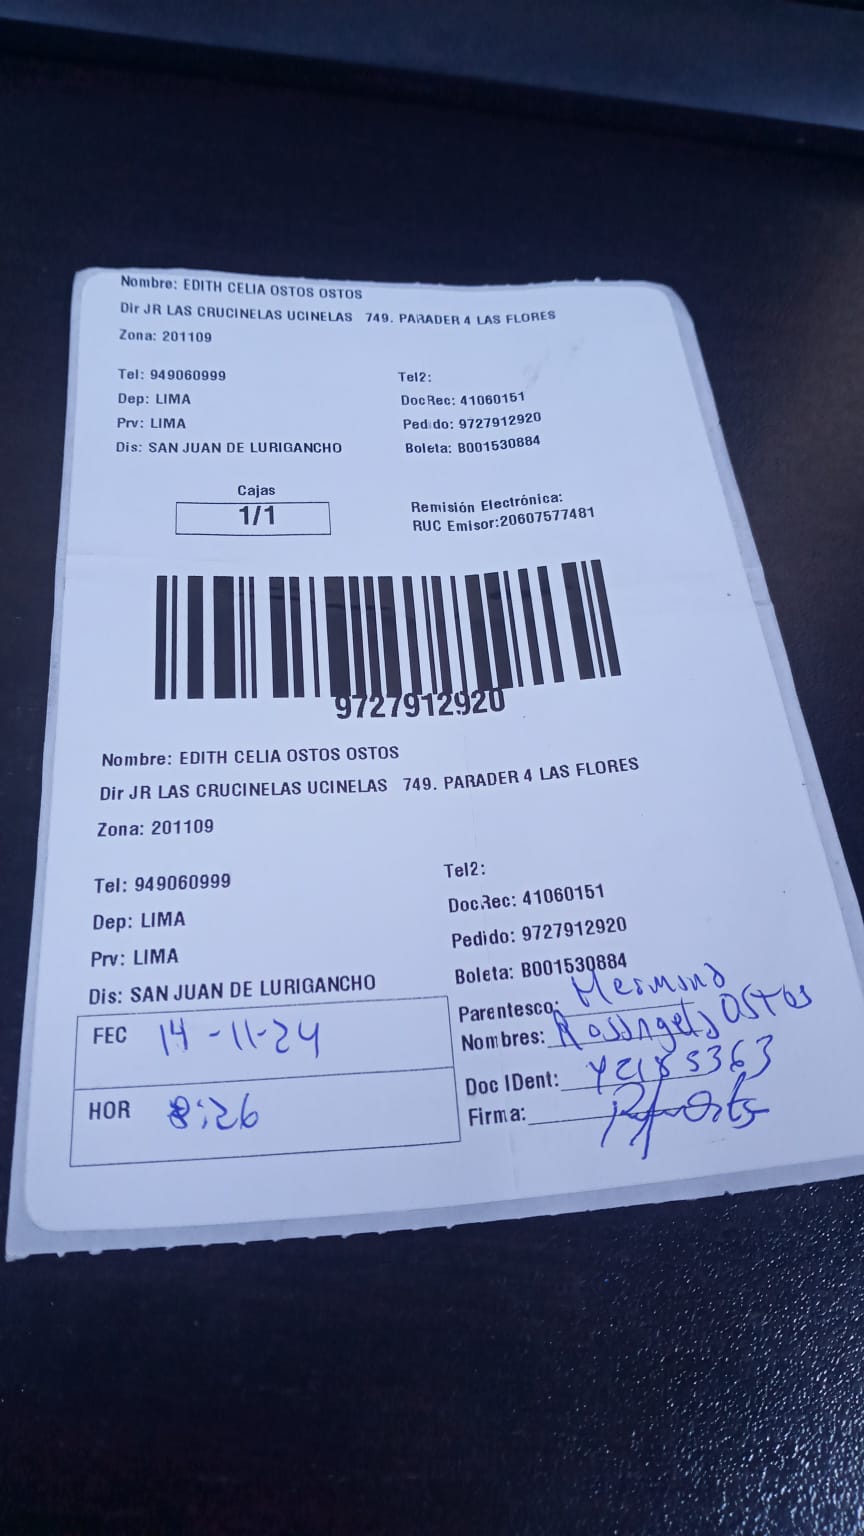 Nombre: EDITH CELIA OSTOS OSTOS
Dir JR LAS CRUCINELAS UCINELAS 749. PARADER 4 LAS FLORES
Zona: 201109
Tel: 949060999 Tel2:
Dep: LIMA DocRec: 41060151
Prv: LIMA Pedido: 9727912920
Dis: SAN JUAN DE LURIGANCHO Boleta: B001530884
Cajas
1/1
Remisión Electrónica:
RUC Emisor:20607577481
9727912920
Nombre: EDITH CELIA OSTOS OSTOS
Dir JR LAS CRUCINELAS UCINELAS 749. PARADER 4 LAS FLORES
Zona: 201109
Tel: 949060999 Tel2:
Dep: LIMA DocRec: 41060151
Prv: LIMA Pedido: 9727912920
Dis: SAN JUAN DE LURIGANCHO Boleta: B001530884
FEC 14-11-24
HOR 8:26
Parentesco: Hermana
Nombres: Ostos
Doc IDent:
Firma: